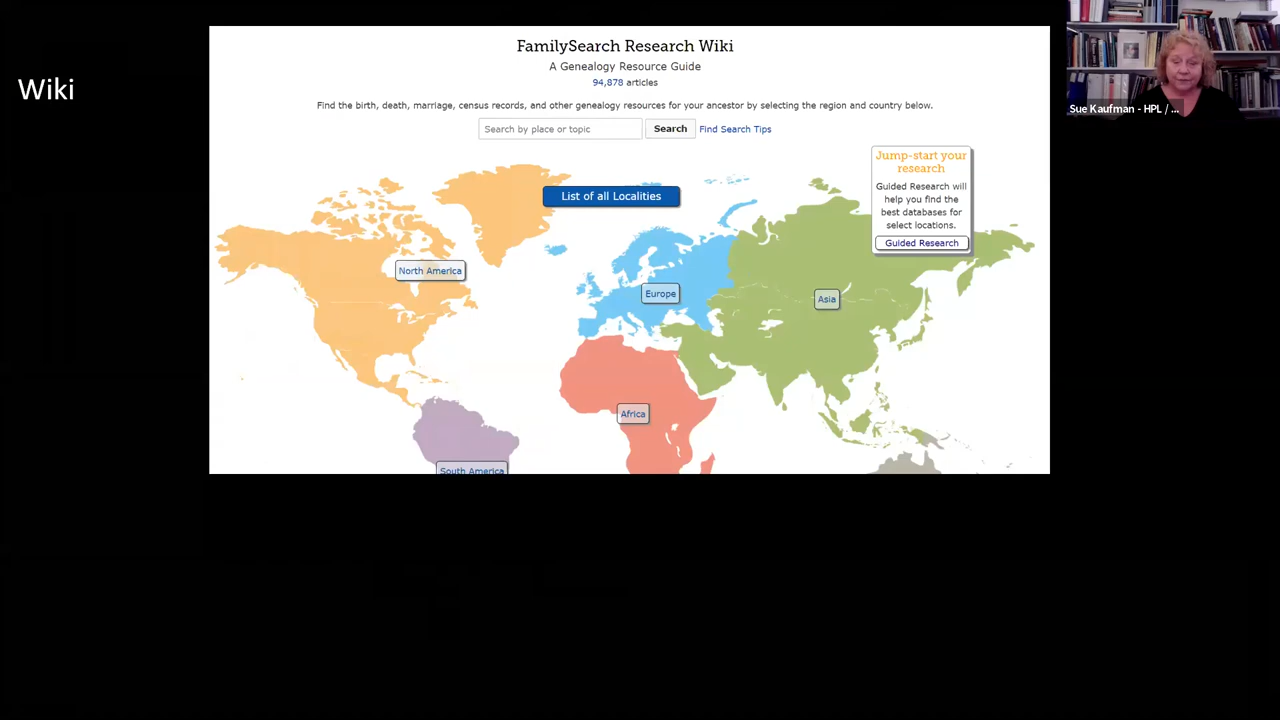 Wiki
FamilySearch Research Wiki
A Genealogy Resource Guide
94,878 articles
Find the birth, death, marriage, census records, and other genealogy resources for your ancestor by selecting the region and country below.
Search by place or topic
Search
Find Search Tips
Jump-start your
research
Guided Research will
help you find the
best databases for
select locations.
Guided Research
List of all Localities
North America
Europe
Asia
Africa
South America
Sue Kaufman - HPL / ...